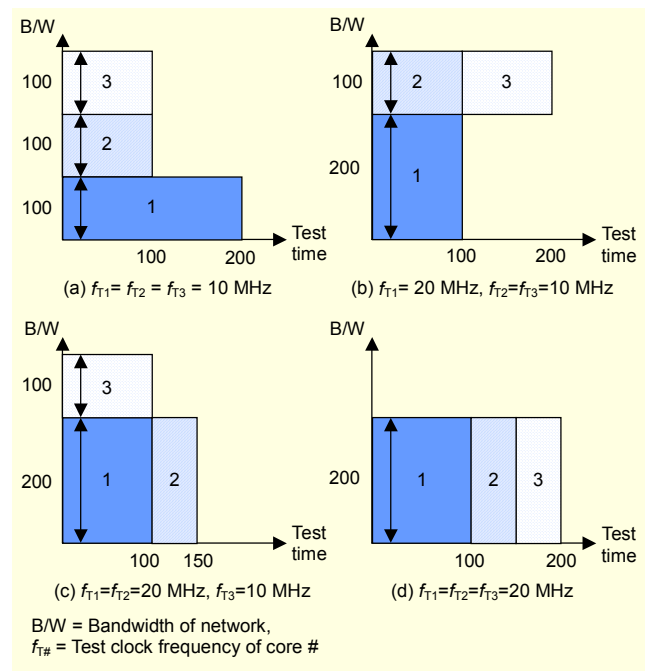 B/W
100
3
100
2
100
1
Test
time
100
200
(a) fT1= fT2 = fT3 = 10 MHz
B/W
100
2
3
200
1
Test
time
100
200
(b) fT1= 20 MHz, fT2=fT3=10 MHz
B/W
100
3
200
1
2
Test
time
100
150
(c) fT1=fT2=20 MHz, fT3=10 MHz
B/W
200
1
2
3
Test
time
100
200
(d) fT1=fT2=fT3=20 MHz
B/W = Bandwidth of network,
fT# = Test clock frequency of core #